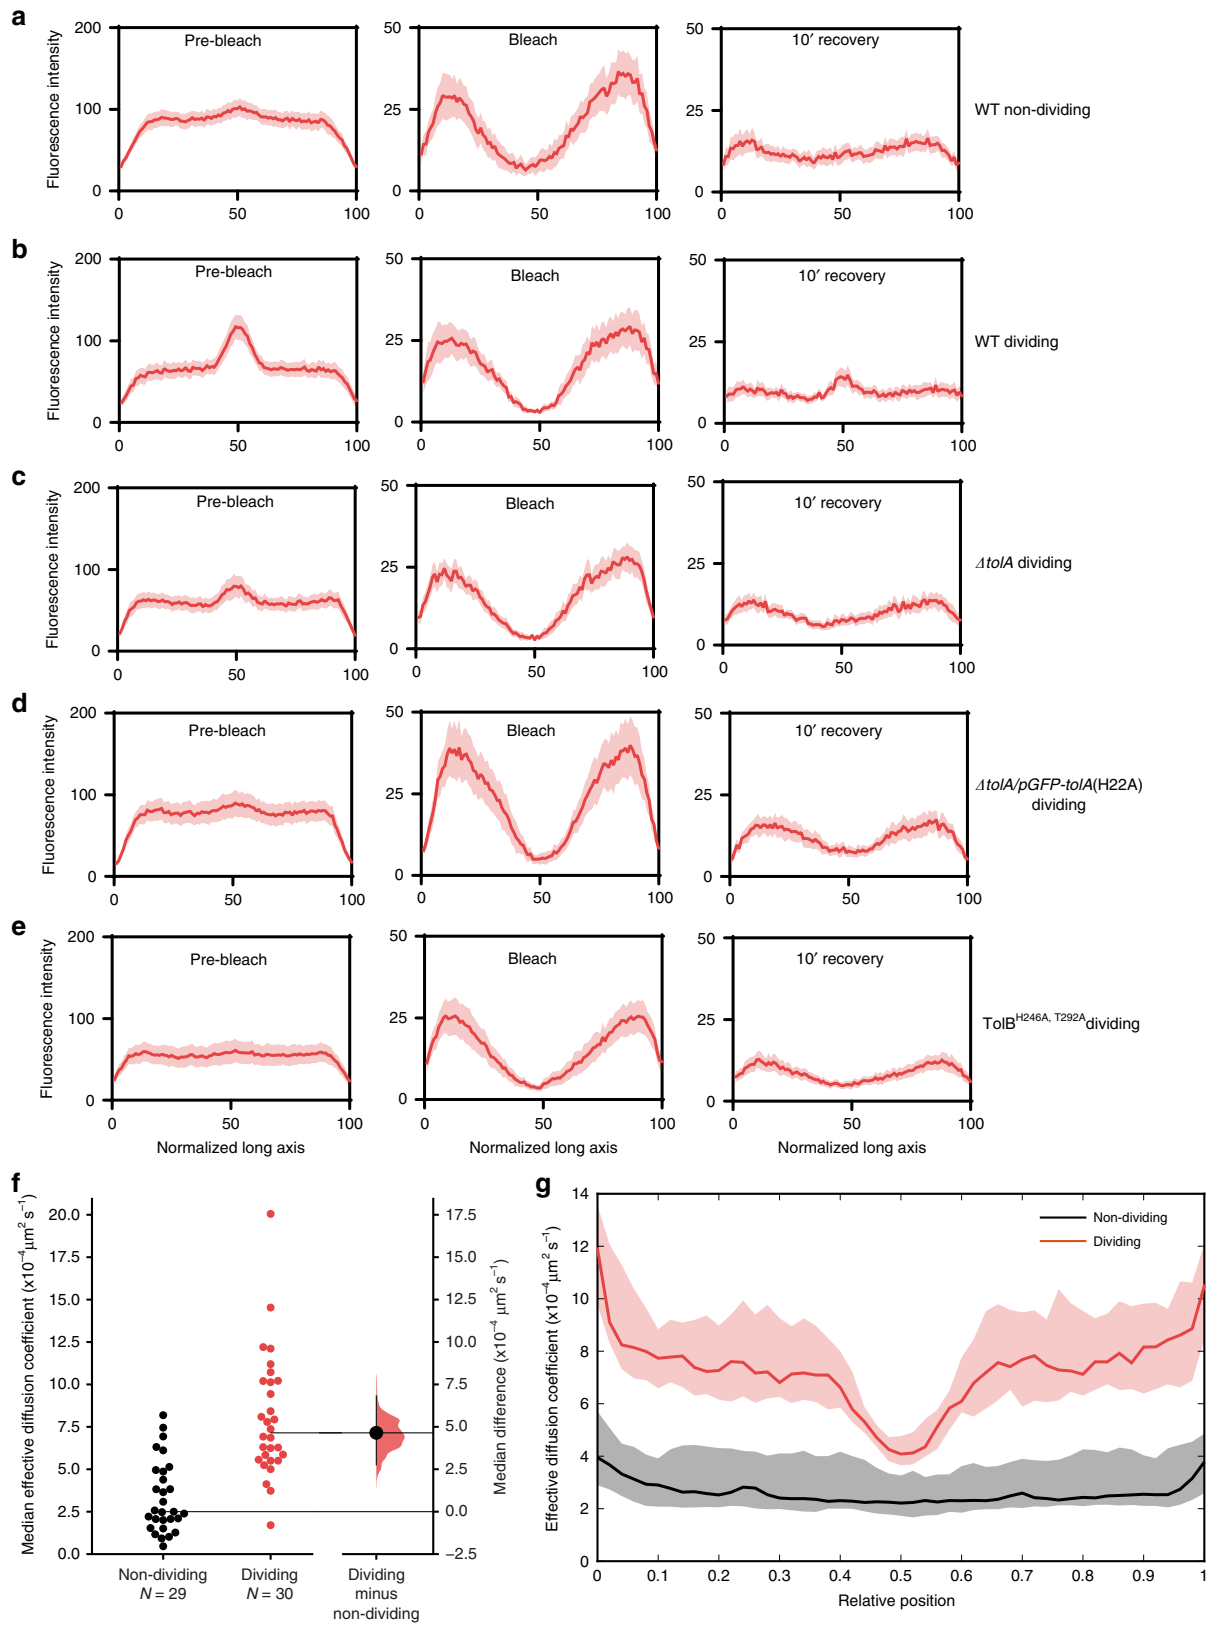 a
Pre-bleach
Bleach
10′ recovery
WT non-dividing
Fluorescence intensity
200
100
0
0 50 100
50
25
0
0 50 100
50
25
0
0 50 100
b
Pre-bleach
Bleach
10′ recovery
WT dividing
Fluorescence intensity
200
100
0
0 50 100
50
25
0
0 50 100
50
25
0
0 50 100
c
Pre-bleach
Bleach
10′ recovery
ΔtolA dividing
Fluorescence intensity
200
100
0
0 50 100
50
25
0
0 50 100
50
25
0
0 50 100
d
Pre-bleach
Bleach
10′ recovery
ΔtolA/pGFP-tolA(H22A)
dividing
Fluorescence intensity
200
100
0
0 50 100
50
25
0
0 50 100
50
25
0
0 50 100
e
Pre-bleach
Bleach
10′ recovery
TolB^H246A, T292A dividing
Fluorescence intensity
200
100
0
0 50 100
50
25
0
0 50 100
50
25
0
0 50 100
Normalized long axis
Normalized long axis
Normalized long axis
f
Median effective diffusion coefficient (x10⁻⁴μm² s⁻¹)
20.0
17.5
15.0
12.5
10.0
7.5
5.0
2.5
0.0
Non-dividing
N = 29
Dividing
N = 30
Dividing
minus
non-dividing
17.5
15.0
12.5
10.0
7.5
5.0
2.5
0.0
−2.5
Median difference (x10⁻⁴ μm² s⁻¹)
g
Effective diffusion coefficient (x10⁻⁴μm² s⁻¹)
14
12
10
8
6
4
2
0
Non-dividing
Dividing
0 0.1 0.2 0.3 0.4 0.5 0.6 0.7 0.8 0.9 1
Relative position